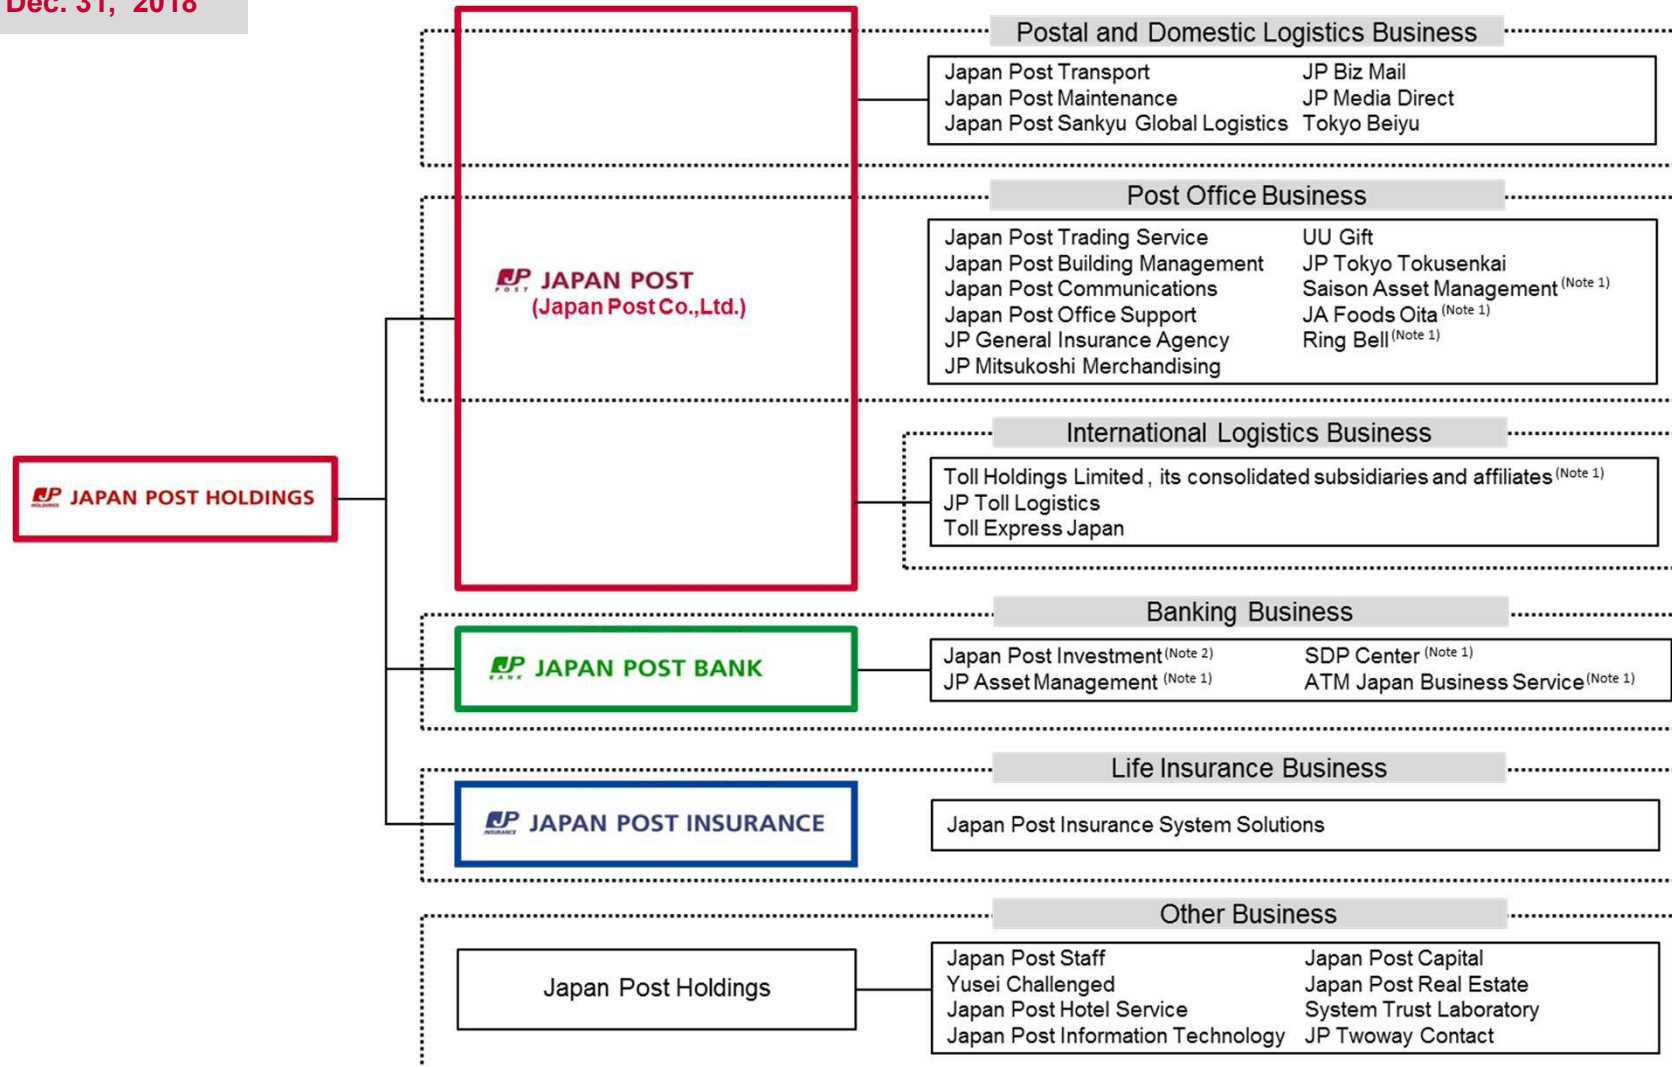 Dec. 31, 2018
Postal and Domestic Logistics Business
Japan Post Transport
Japan Post Maintenance
Japan Post Sankyu Global Logistics
JP Biz Mail
JP Media Direct
Tokyo Beiyu
Post Office Business
JP POST JAPAN POST
(Japan Post Co.,Ltd.)
Japan Post Trading Service
Japan Post Building Management
Japan Post Communications
Japan Post Office Support
JP General Insurance Agency
JP Mitsukoshi Merchandising
UU Gift
JP Tokyo Tokusenkai
Saison Asset Management (Note 1)
JA Foods Oita (Note 1)
Ring Bell (Note 1)
International Logistics Business
Toll Holdings Limited , its consolidated subsidiaries and affiliates (Note 1)
JP Toll Logistics
Toll Express Japan
JP HOLDINGS JAPAN POST HOLDINGS
Banking Business
JP BANK JAPAN POST BANK
Japan Post Investment (Note 2)
JP Asset Management (Note 1)
SDP Center (Note 1)
ATM Japan Business Service (Note 1)
Life Insurance Business
JP INSURANCE JAPAN POST INSURANCE
Japan Post Insurance System Solutions
Other Business
Japan Post Holdings
Japan Post Staff
Yusei Challenged
Japan Post Hotel Service
Japan Post Information Technology
Japan Post Capital
Japan Post Real Estate
System Trust Laboratory
JP Twoway Contact